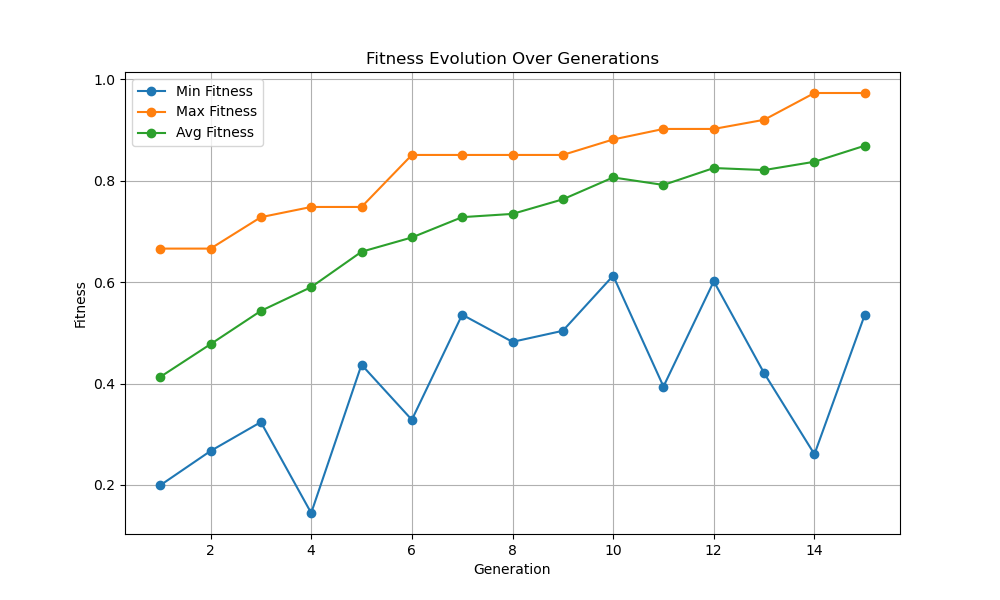 Fitness Evolution Over Generations
Min Fitness
Max Fitness
Avg Fitness
1.0
0.8
0.6
0.4
0.2
Fitness
2 4 6 8 10 12 14
Generation